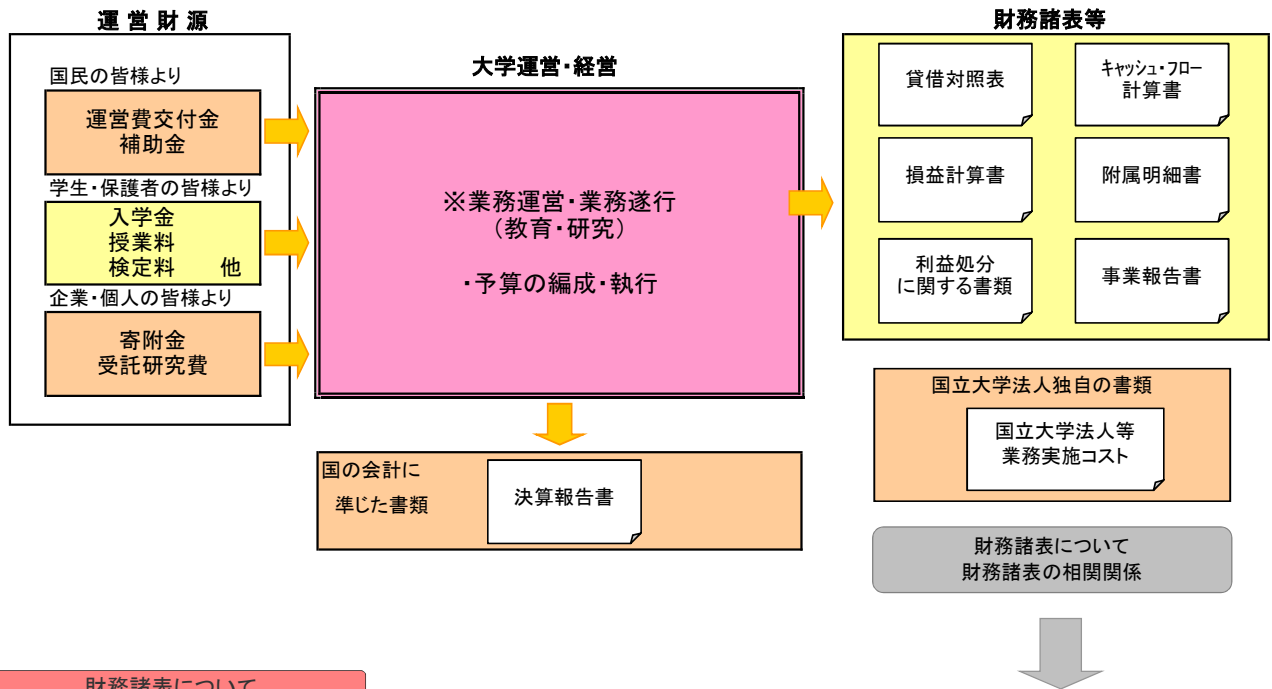 運 営 財 源
国民の皆様より
運営費交付金
補助金
学生・保護者の皆様より
入学金
授業料
検定料　　他
企業・個人の皆様より
寄附金
受託研究費
大学運営・経営
※業務運営・業務遂行
（教育・研究）
・予算の編成・執行
国の会計に
準じた書類
決算報告書
財務諸表等
貸借対照表
ｷｬｯｼｭ・ﾌﾛｰ
計算書
損益計算書
附属明細書
利益処分
に関する書類
事業報告書
国立大学法人独自の書類
国立大学法人等
業務実施コスト
財務諸表について
財務諸表の相関関係
財務諸表について